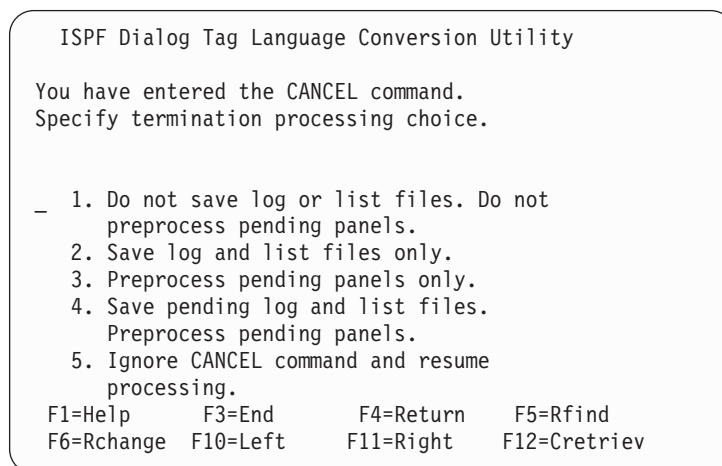 ISPF Dialog Tag Language Conversion Utility
You have entered the CANCEL command.
Specify termination processing choice.
_ 1. Do not save log or list files. Do not
preprocess pending panels.
2. Save log and list files only.
3. Preprocess pending panels only.
4. Save pending log and list files.
Preprocess pending panels.
5. Ignore CANCEL command and resume
processing.
F1=Help F3=End F4=Return F5=Rfind
F6=Rchange F10=Left F11=Right F12=Cretriev